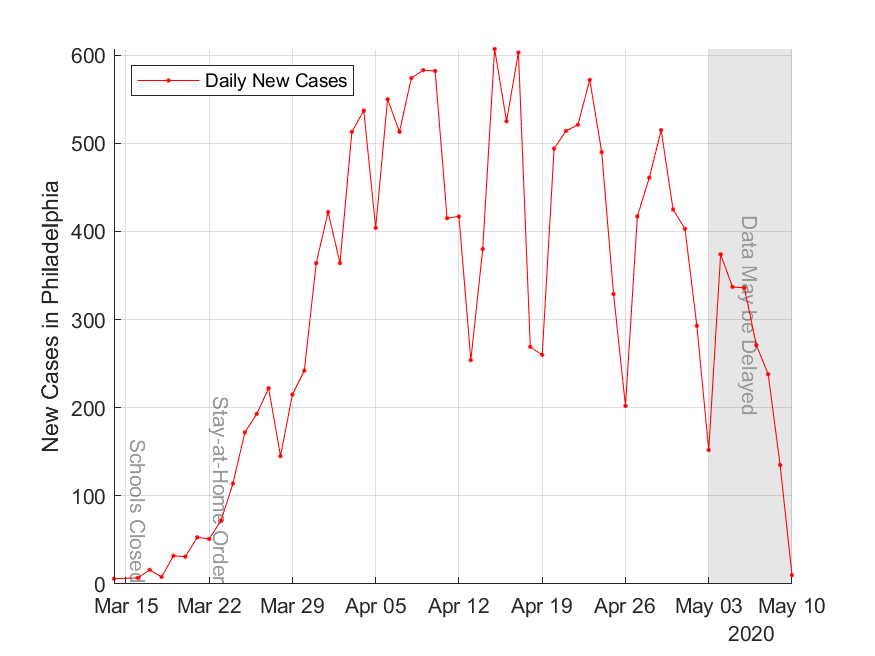 Daily New Cases
New Cases in Philadelphia
600
500
400
300
200
100
0
Schools Closed
Stay-at-Home Order
Data May be Delayed
Mar 15 Mar 22 Mar 29 Apr 05 Apr 12 Apr 19 Apr 26 May 03 May 10
2020